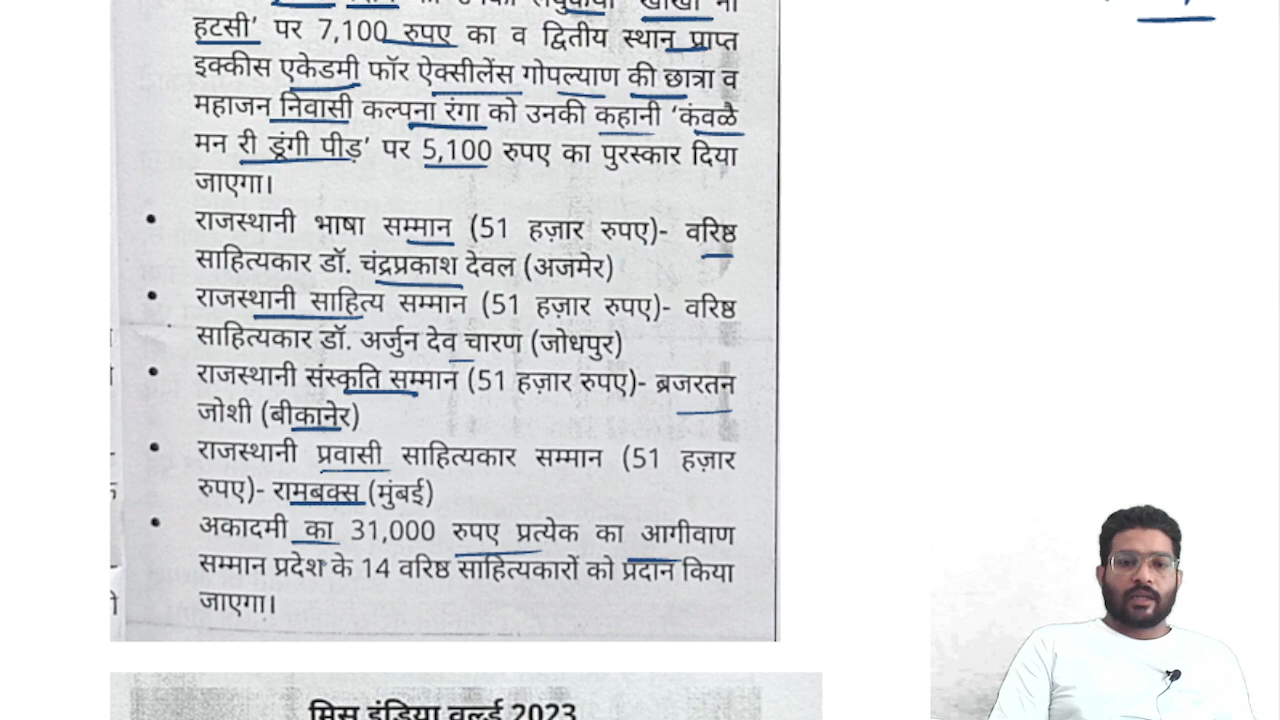 हटसी’ पर 7,100 रुपए का व द्वितीय स्थान प्राप्त
इक्कीस एकेडमी फॉर ऐक्सीलेंस गोपल्याण की छात्रा व
महाजन निवासी कल्पना रंगा को उनकी कहानी ‘कंवळै
मन री डूंगी पीड़’ पर 5,100 रुपए का पुरस्कार दिया
जाएगा।
• राजस्थानी भाषा सम्मान (51 हज़ार रुपए)- वरिष्ठ
साहित्यकार डॉ. चंद्रप्रकाश देवल (अजमेर)
• राजस्थानी साहित्य सम्मान (51 हज़ार रुपए)- वरिष्ठ
साहित्यकार डॉ. अर्जुन देव चारण (जोधपुर)
• राजस्थानी संस्कृति सम्मान (51 हज़ार रुपए)- ब्रजरतन
जोशी (बीकानेर)
• राजस्थानी प्रवासी साहित्यकार सम्मान (51 हज़ार
रुपए)- रामबक्स (मुंबई)
• अकादमी का 31,000 रुपए प्रत्येक का आगीवाण
सम्मान प्रदेश के 14 वरिष्ठ साहित्यकारों को प्रदान किया
जाएगा।
मिस इंडिया वर्ल्ड 2023